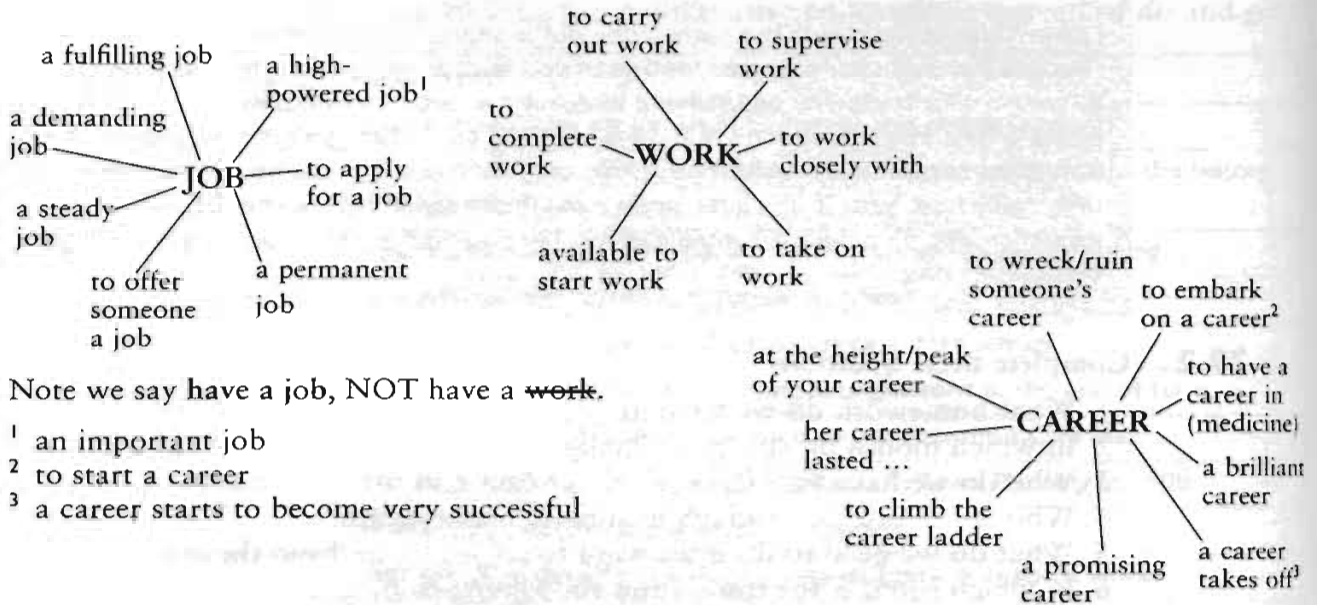 a fulfilling job
a high-
powered job¹
a demanding
job
JOB
to apply
for a job
a steady
job
to offer
someone
a job
a permanent
job
to carry
out work
to supervise
work
to
complete
work
WORK
to work
closely with
available to
start work
to take on
work
to wreck/ruin
someone's
career
to embark
on a career²
at the height/peak
of your career
to have a
career in
(medicine)
CAREER
her career
lasted ...
a brilliant
career
to climb the
career ladder
a promising
career
a career
takes off³
Note we say have a job, NOT have a work.
¹ an important job
² to start a career
³ a career starts to become very successful